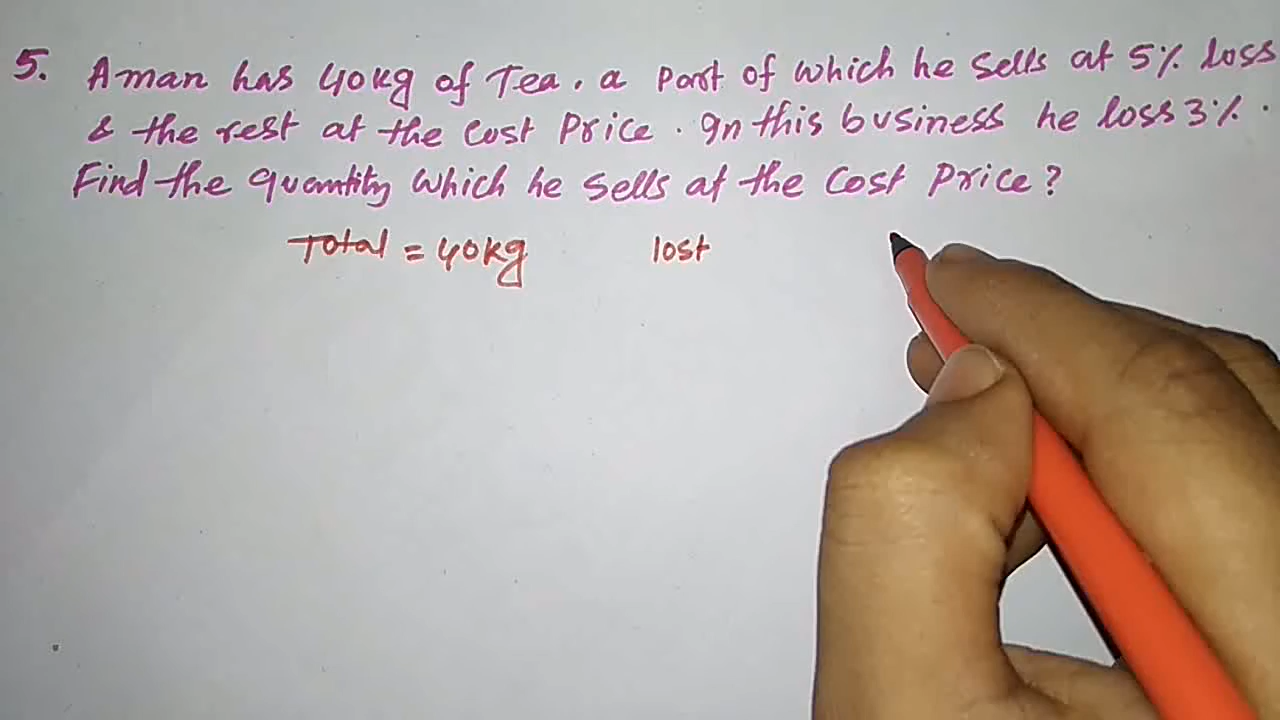 5. A man has 40kg of Tea. a part of which he sells at 5% loss
& the rest at the cost price. In this business he loss 3%.
Find the quantity which he sells at the cost price?
Total = 40kg lost